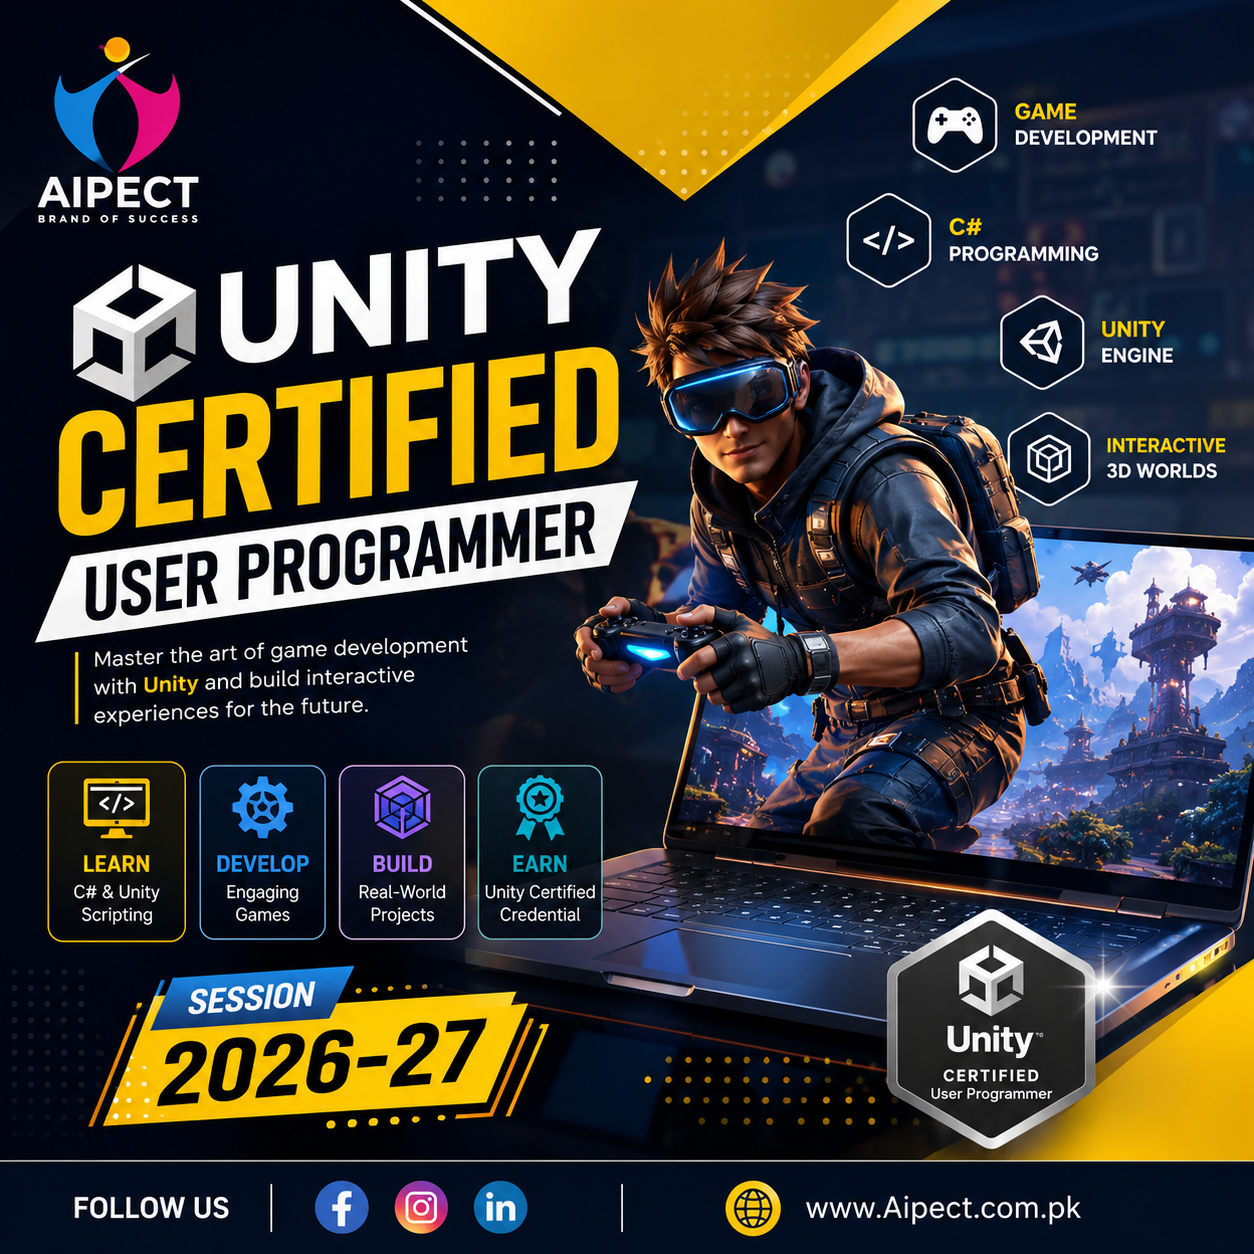 AIPECT
BRAND OF SUCCESS
GAME
DEVELOPMENT
</>
C#
PROGRAMMING
UNITY
ENGINE
INTERACTIVE
3D WORLDS
UNITY
CERTIFIED
USER PROGRAMMER
Master the art of game development
with Unity and build interactive
experiences for the future.
</>
LEARN
C# & Unity
Scripting
DEVELOP
Engaging
Games
BUILD
Real-World
Projects
EARN
Unity Certified
Credential
SESSION
2026-27
Unity
CERTIFIED
User Programmer
FOLLOW US
www.Aipect.com.pk